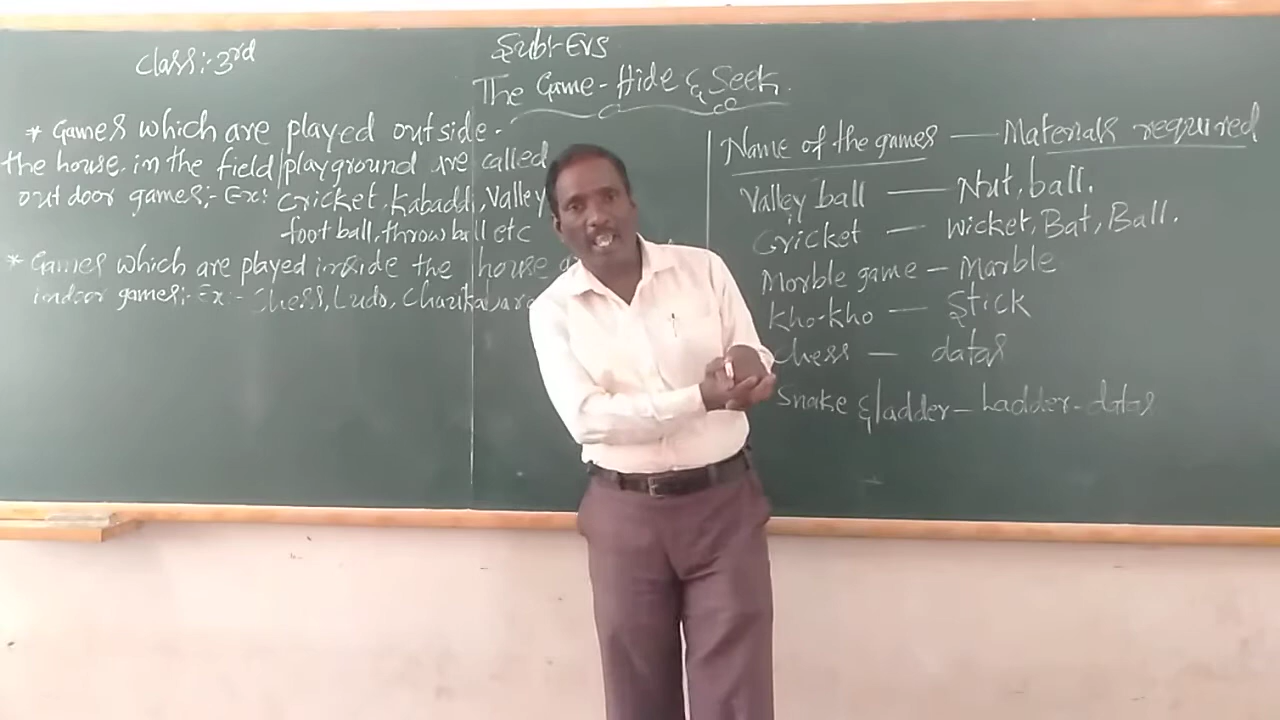 Class:-3rd
Sub:-EVS
The Game-Hide & Seek.
* Games which are played outside-
the house in the field/playground are called
out door games:- Ex: Cricket, Kabaddi, Valley
foot ball, throw ball etc
* Games which are played inside the house
indoor games:- Ex:- Chess, Ludo,
Name of the games — Materials required
Valley ball — Nut, ball.
Cricket — wicket, Bat, Ball.
Morble game — Marble
Kho-kho — Stick
Chess — datas
Snake & ladder — Ladder-datas